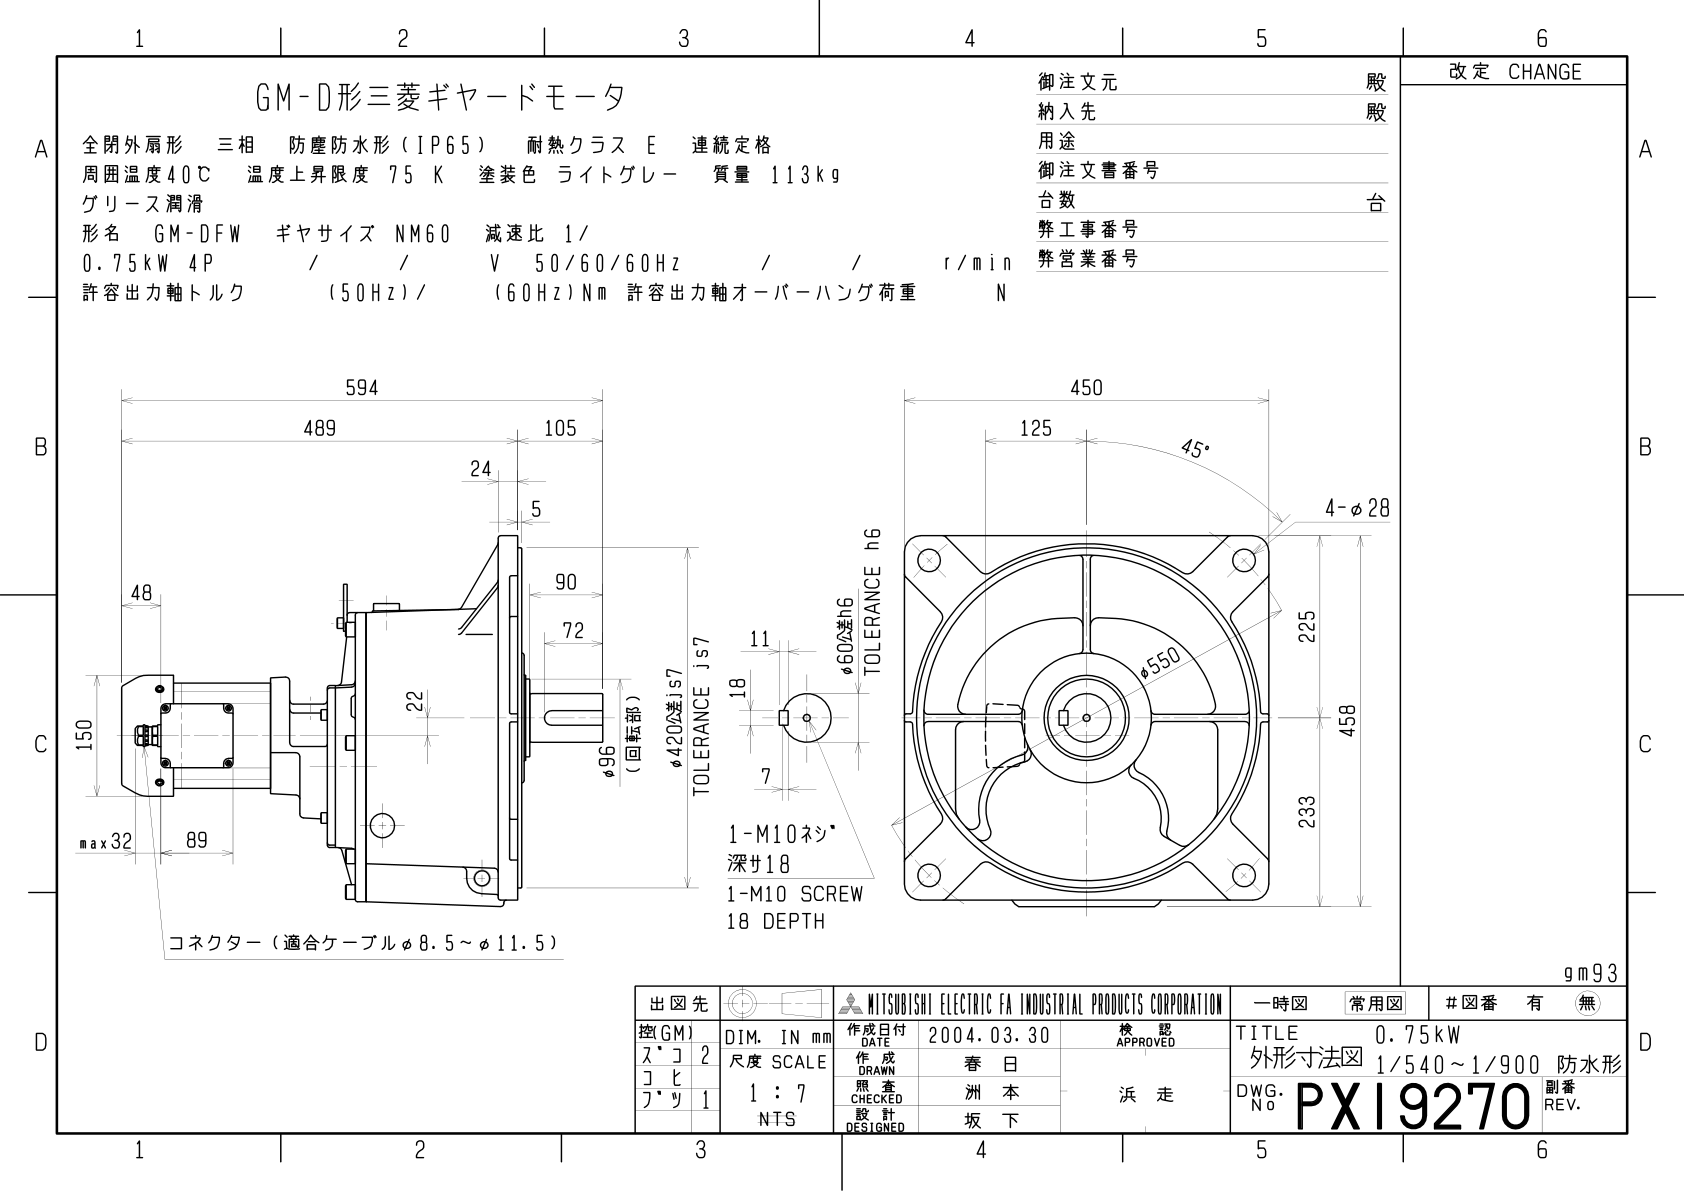 1 2 3 4 5 6
改定 CHANGE
GM-D形三菱ギヤードモータ
全閉外扇形 三相 防塵防水形(IP65) 耐熱クラス E 連続定格
周囲温度40℃ 温度上昇限度 75 K 塗装色 ライトグレー 質量 113kg
グリース潤滑
形名 GM-DFW ギヤサイズ NM60 減速比 1/
0.75kW 4P / / V 50/60/60Hz / / r/min
許容出力軸トルク (50Hz)/ (60Hz)Nm 許容出力軸オーバーハング荷重 N
御注文元 殿
納入先 殿
用途
御注文書番号
台数 台
弊工事番号
弊営業番号
A A
B B
C C
D D
594
489 105
24
5
90
72
48
150
22
max32 89
φ96
(回転部)
φ420公差js7
TOLERANCE js7
コネクター(適合ケーブルφ8.5~φ11.5)
11
18
7
φ60公差h6
TOLERANCE h6
1-M10ネジ
深サ18
1-M10 SCREW
18 DEPTH
450
125
45°
4-φ28
φ550
225
458
233
gm93
出図先
控(GM)
ズコ 2
コヒ
ブツ 1
DIM. IN mm
尺度 SCALE
1 : 7
NTS
MITSUBISHI ELECTRIC FA INDUSTRIAL PRODUCTS CORPORATION
作成日付 DATE 2004.03.30
作成 DRAWN 春日
照査 CHECKED 洲本
設計 DESIGNED 坂下
検認 APPROVED
浜走
一時図 常用図 #図番 有 無
TITLE 0.75kW
外形寸法図 1/540~1/900 防水形
DWG. No PX19270 副番 REV.
1 2 3 4 5 6